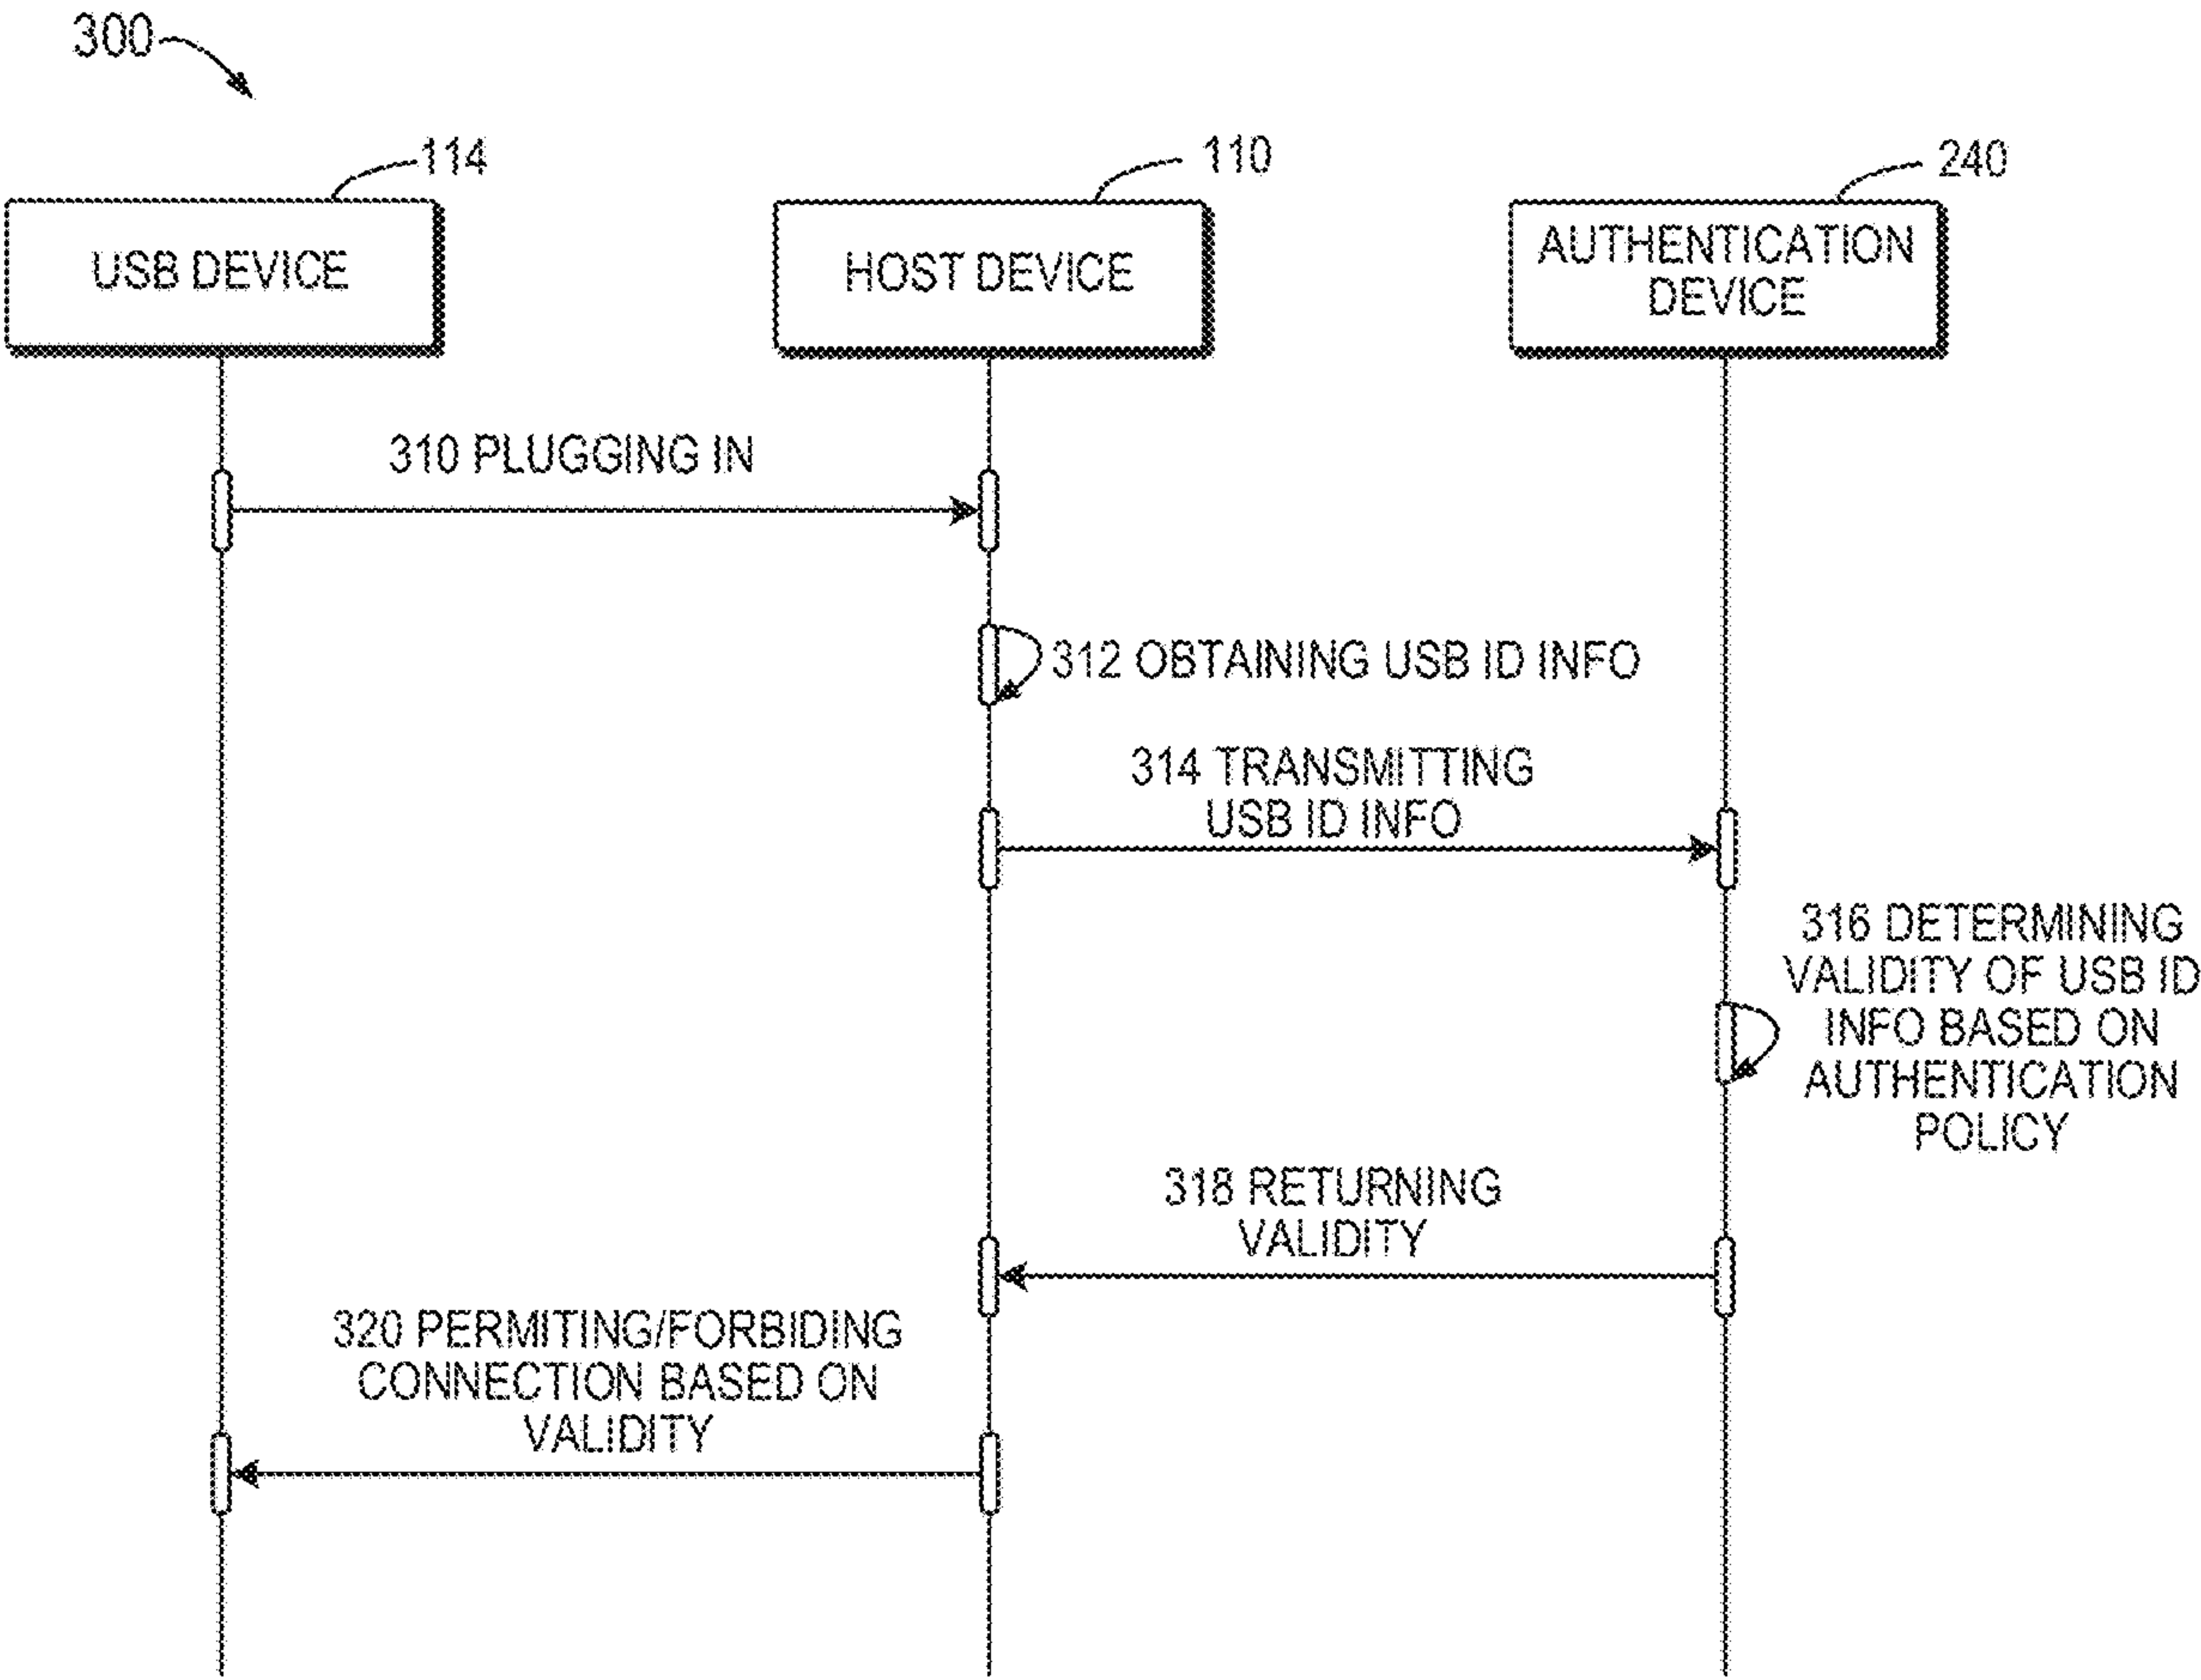 300
114
110
240
USB DEVICE
HOST DEVICE
AUTHENTICATION
DEVICE
310 PLUGGING IN
312 OBTAINING USB ID INFO
314 TRANSMITTING
USB ID INFO
316 DETERMINING
VALIDITY OF USB ID
INFO BASED ON
AUTHENTICATION
POLICY
318 RETURNING
VALIDITY
320 PERMITING/FORBIDING
CONNECTION BASED ON
VALIDITY